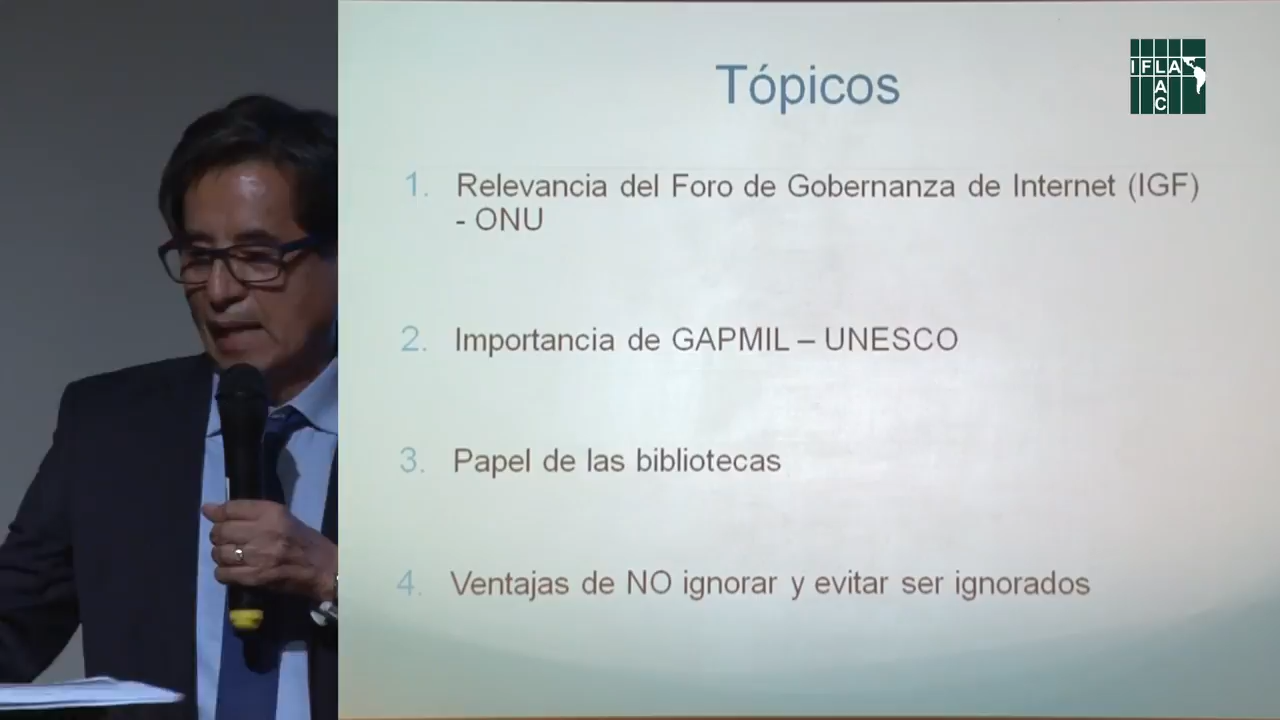 Tópicos
IFLA
LAC
1. Relevancia del Foro de Gobernanza de Internet (IGF)
- ONU
2. Importancia de GAPMIL – UNESCO
3. Papel de las bibliotecas
4. Ventajas de NO ignorar y evitar ser ignorados